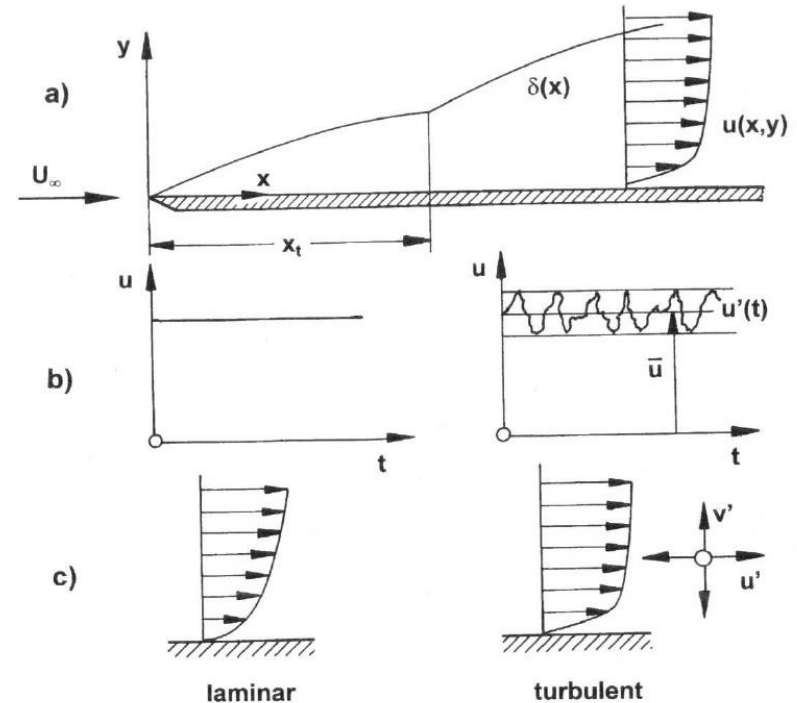 y
a)
δ(x)
u(x,y)
U∞
x
xₜ
u
u
u'(t)
b)
ū
t
t
c)
v'
u'
laminar
turbulent